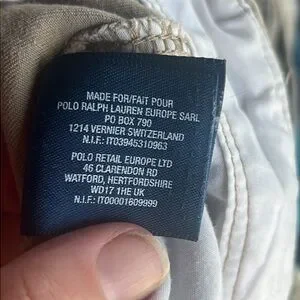 MADE FOR/FAIT POUR
POLO RALPH LAUREN EUROPE SARL
PO BOX 790
1214 VERNIER SWITZERLAND
N.I.F.: IT03945310963
POLO RETAIL EUROPE LTD
46 CLARENDON RD
WATFORD, HERTFORDSHIRE
WD17 1HE UK
N.I.F.: IT00001609999